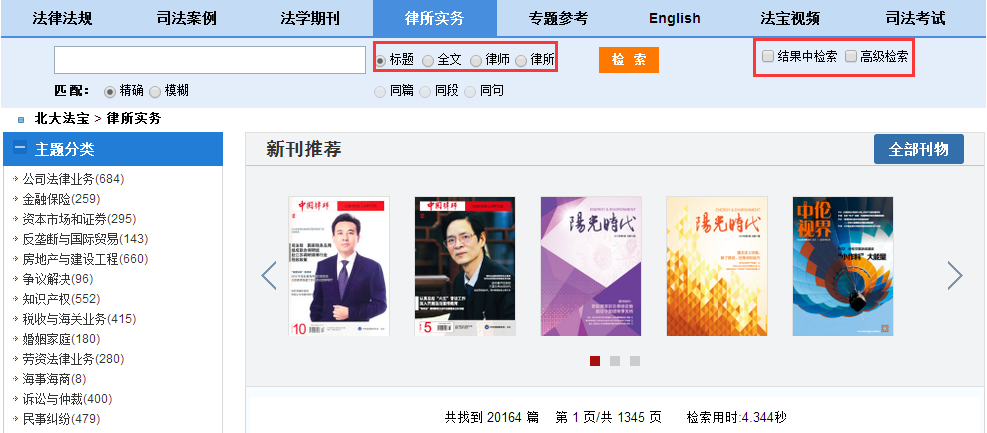 法律法规 司法案例 法学期刊 律所实务 专题参考 English 法宝视频 司法考试
标题 全文 律师 律所 检 索 结果中检索 高级检索
匹配： 精确 模糊 同篇 同段 同句
北大法宝 > 律所实务
主题分类
公司法律业务(684)
金融保险(259)
资本市场和证券(295)
反垄断与国际贸易(143)
房地产与建设工程(660)
争议解决(96)
知识产权(552)
税收与海关业务(415)
婚姻家庭(180)
劳资法律业务(280)
海事海商(8)
诉讼与仲裁(400)
民事纠纷(479)
新刊推荐 全部刊物
中国律师
10
中国律师
5
陽光時代
陽光時代
中伦
视界
"小作料"大能量
共找到 20164 篇 第 1 页/共 1345 页 检索用时:4.344秒